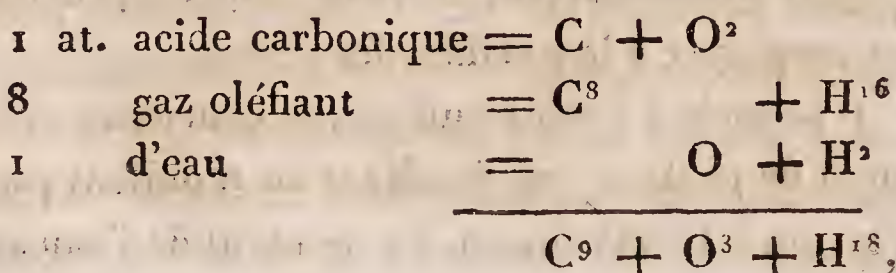 1 at. acide carbonique = C + O²
8 gaz oléfiant = C⁸ + H¹⁶
1 d'eau = O + H²
C⁹ + O³ + H¹⁸,